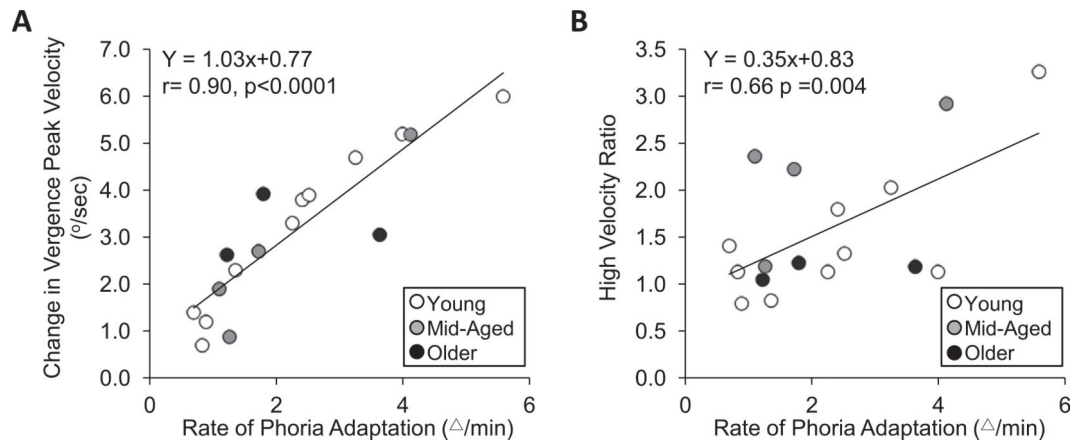 A
Y = 1.03x+0.77
r= 0.90, p<0.0001
Change in Vergence Peak Velocity
(º/sec)
7.0
6.0
5.0
4.0
3.0
2.0
1.0
0.0
Young
Mid-Aged
Older
0 2 4 6
Rate of Phoria Adaptation (△/min)
B
Y = 0.35x+0.83
r= 0.66 p =0.004
High Velocity Ratio
3.5
3.0
2.5
2.0
1.5
1.0
0.5
0.0
Young
Mid-Aged
Older
0 2 4 6
Rate of Phoria Adaptation (△/min)